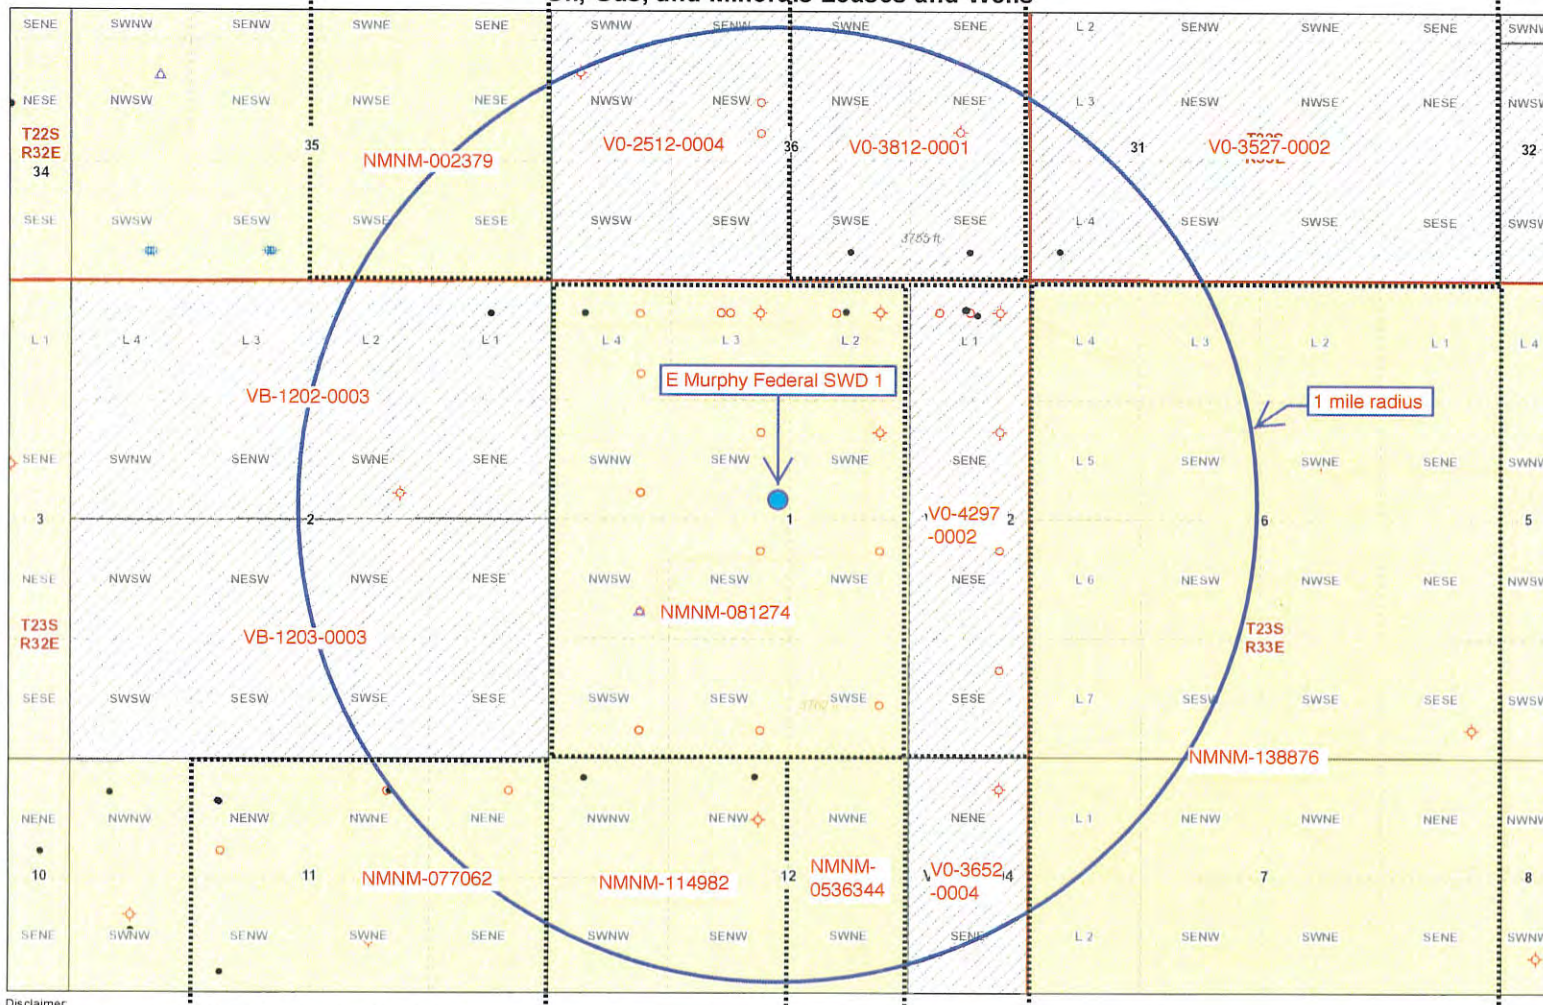 Oil, Gas, and Minerals Leases and Wells
SENE SWNW SENW SWNE SENE SWNW SENW SWNE SENE L 2 SENW SWNE SENE SWNW
NESE NWSW NESW NWSE NESE NWSW NESW NWSE NESE L 3 NESW NWSE NESE NWSW
T22S
R32E
34 35 NMNM-002379 V0-2512-0004 36 V0-3812-0001 31 V0-3527-0002 32
SESE SWSW SESW SWSE SESE SWSW SESW SWSE SESE L 4 SESW SWSE SESE SWSW
3785 ft
L 1 L 4 L 3 L 2 L 1 L 4 L 3 L 2 L 1 L 4 L 3 L 2 L 1 L 4
E Murphy Federal SWD 1
VB-1202-0003
1 mile radius
SENE SWNW SENW SWNE SENE SWNW SENW SWNE SENE L 5 SENW SWNE SENE SWNW
3 2 1 V0-4297
-0002 2 6 5
NESE NWSW NESW NWSE NESE NWSW NESW NWSE NESE L 6 NESW NWSE NESE NWSW
NMNM-081274
T23S
R32E
VB-1203-0003
T23S
R33E
SESE SWSW SESW SWSE SESE SWSW SESW SWSE SESE L 7 SESW SWSE SESE SWSW
NMNM-138876
NENE NWNW NENW NWNE NENE NWNW NENW NWNE NENE L 1 NENW NWNE NENE NWNW
10 11 NMNM-077062 NMNM-114982 12 NMNM-
0536344 V0-3652
-0004 7 8
SENE SWNW SENW SWNE SENE SWNW SENW SWNE SENE L 2 SENW SWNE SENE SWNW
Disclaimer